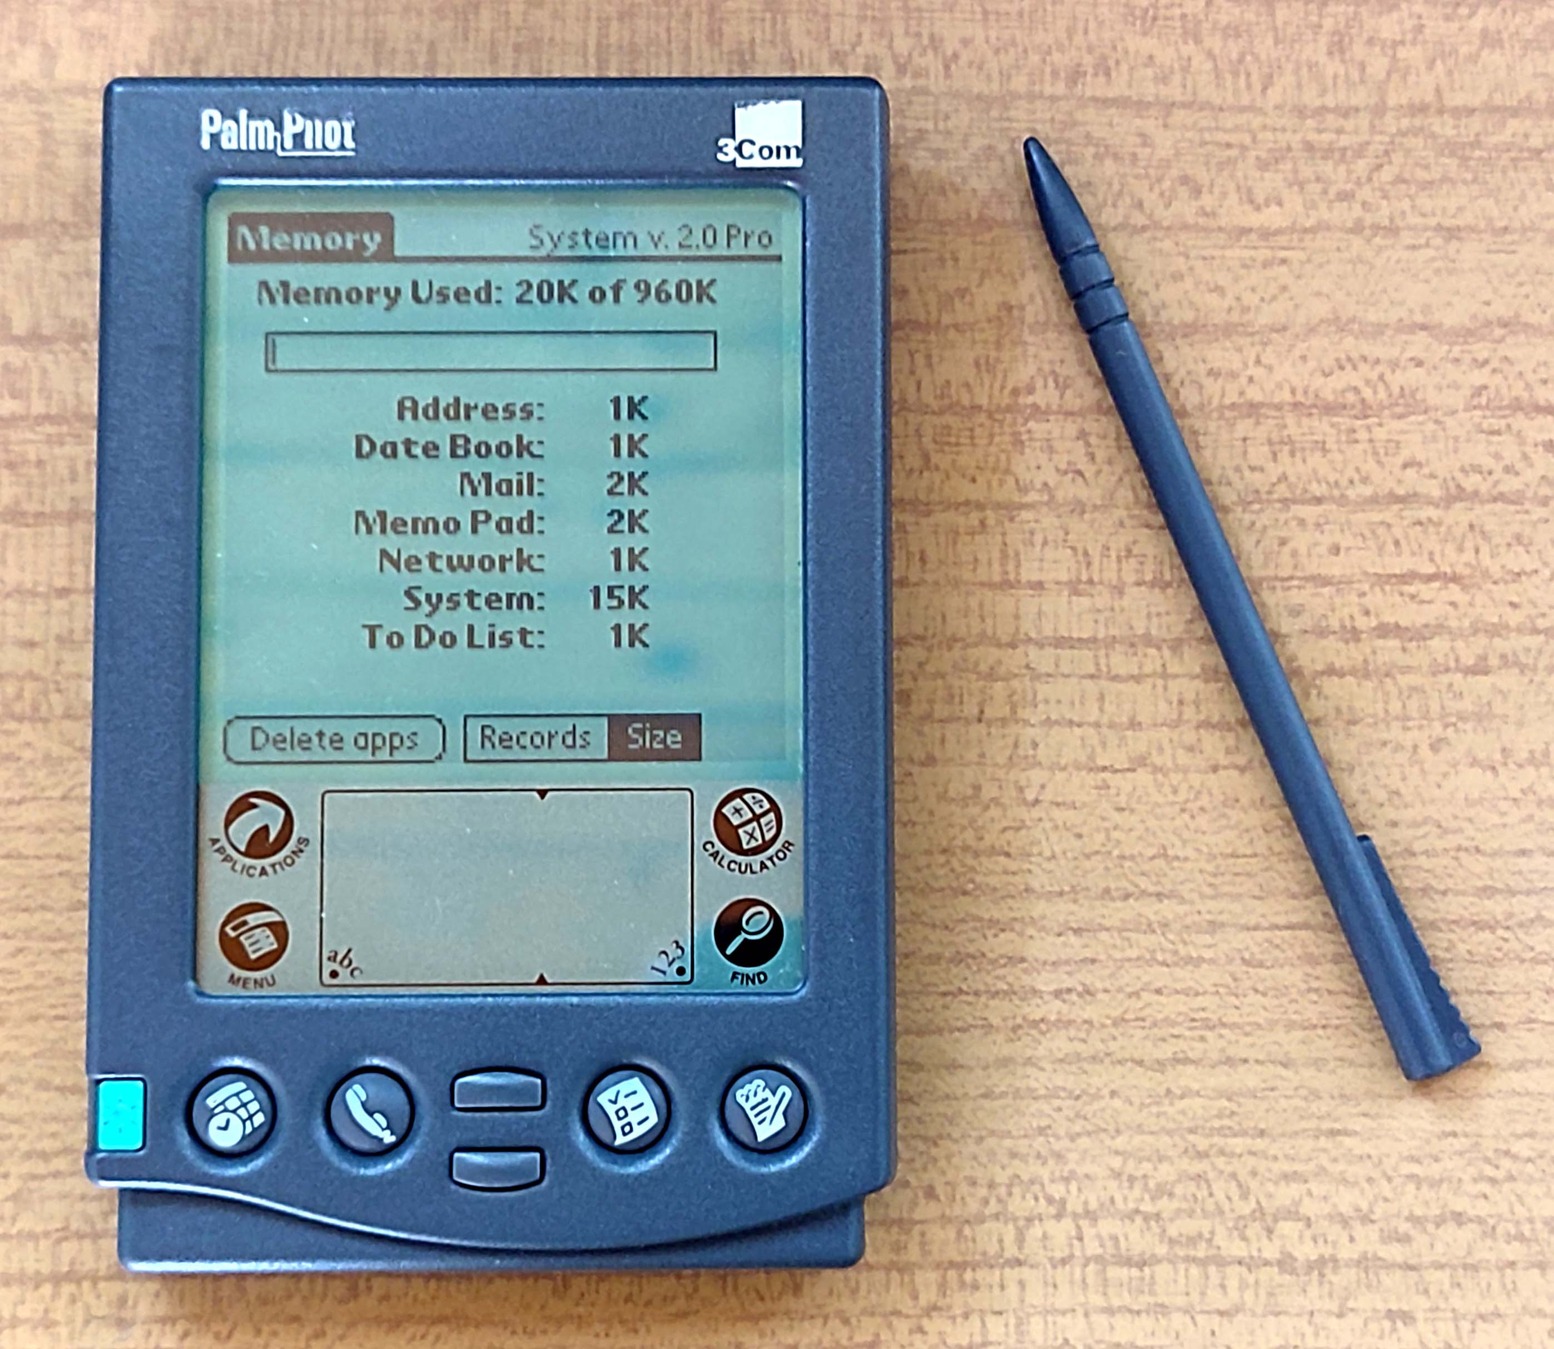 PalmPilot
3Com
Memory System v. 2.0 Pro
Memory Used: 20K of 960K
Address: 1K
Date Book: 1K
Mail: 2K
Memo Pad: 2K
Network: 1K
System: 15K
To Do List: 1K
Delete apps Records Size
APPLICATIONS
CALCULATOR
abc
123
MENU
FIND